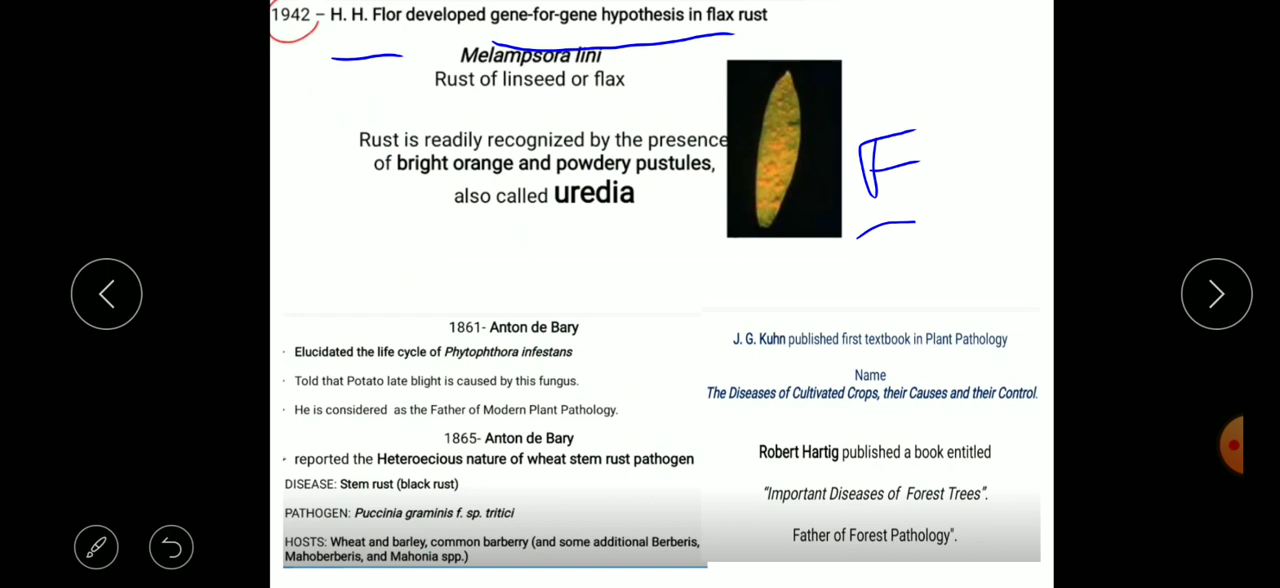 1942 – H. H. Flor developed gene-for-gene hypothesis in flax rust
Melampsora lini
Rust of linseed or flax
Rust is readily recognized by the presence
of bright orange and powdery pustules,
also called uredia
F
1861- Anton de Bary
· Elucidated the life cycle of Phytophthora infestans
· Told that Potato late blight is caused by this fungus.
· He is considered as the Father of Modern Plant Pathology.
1865- Anton de Bary
· reported the Heteroecious nature of wheat stem rust pathogen
DISEASE: Stem rust (black rust)
PATHOGEN: Puccinia graminis f. sp. tritici
HOSTS: Wheat and barley, common barberry (and some additional Berberis,
Mahoberberis, and Mahonia spp.)
J. G. Kuhn published first textbook in Plant Pathology
Name
The Diseases of Cultivated Crops, their Causes and their Control.
Robert Hartig published a book entitled
“Important Diseases of Forest Trees”.
Father of Forest Pathology".